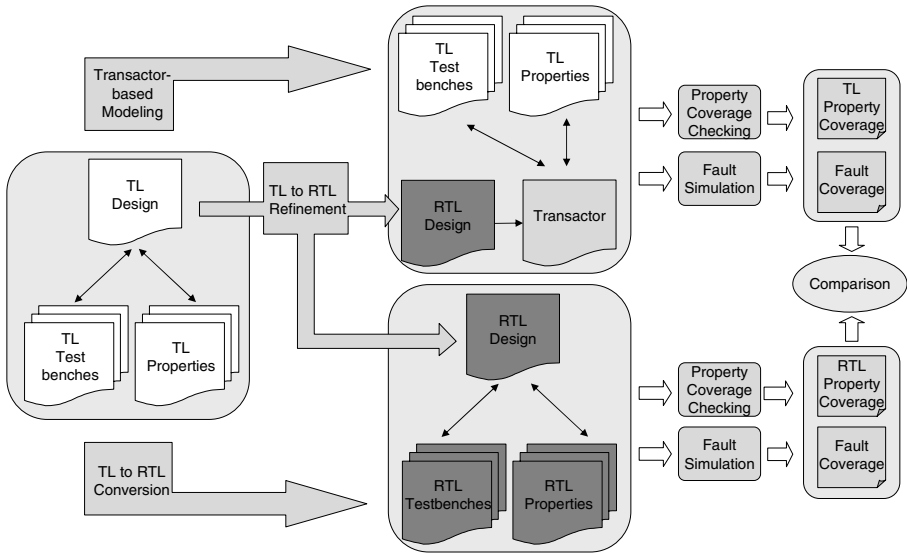 Transactor-
based
Modeling
TL
Design
TL
Test
benches
TL
Properties
TL to RTL
Refinement
TL to RTL
Conversion
TL
Test
benches
TL
Properties
RTL
Design
Transactor
RTL
Design
RTL
Testbenches
RTL
Properties
Property
Coverage
Checking
Fault
Simulation
TL
Property
Coverage
Fault
Coverage
Comparison
Property
Coverage
Checking
Fault
Simulation
RTL
Property
Coverage
Fault
Coverage